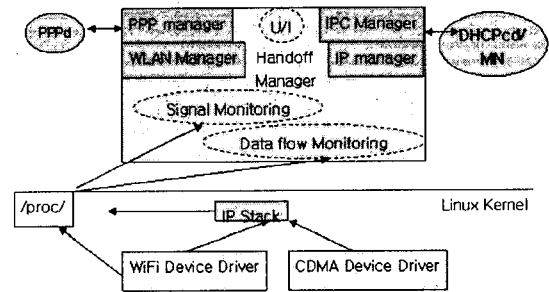 PPPd
PPP manager
U/I
IPC Manager
DHCPcd/
MN
WLAN Manager
Handoff
Manager
IP manager
Signal Monitoring
Data flow Monitoring
/proc/
Linux Kernel
IP Stack
WiFi Device Driver
CDMA Device Driver